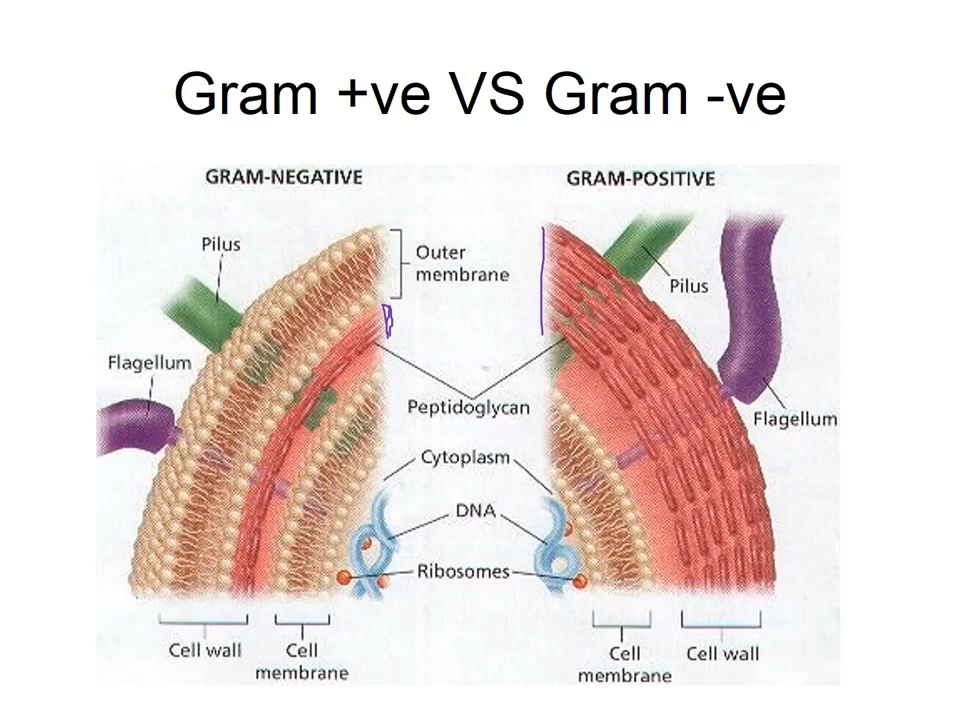 Gram +ve VS Gram -ve
GRAM-NEGATIVE
GRAM-POSITIVE
Pilus
Outer
membrane
Pilus
Flagellum
Peptidoglycan
Flagellum
Cytoplasm
DNA
Ribosomes
Cell wall
Cell
membrane
Cell
membrane
Cell wall